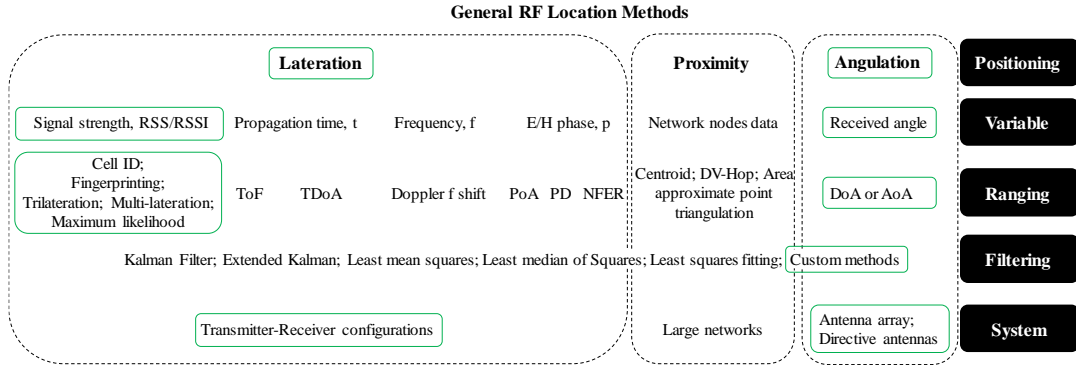 General RF Location Methods
Lateration Proximity Angulation Positioning
Signal strength, RSS/RSSI Propagation time, t Frequency, f E/H phase, p Network nodes data Received angle Variable
Cell ID;
Fingerprinting;
Trilateration; Multi-lateration;
Maximum likelihood
ToF TDoA Doppler f shift PoA PD NFER
Centroid; DV-Hop; Area
approximate point
triangulation
DoA or AoA Ranging
Kalman Filter; Extended Kalman; Least mean squares; Least median of Squares; Least squares fitting; Custom methods Filtering
Transmitter-Receiver configurations Large networks
Antenna array;
Directive antennas
System